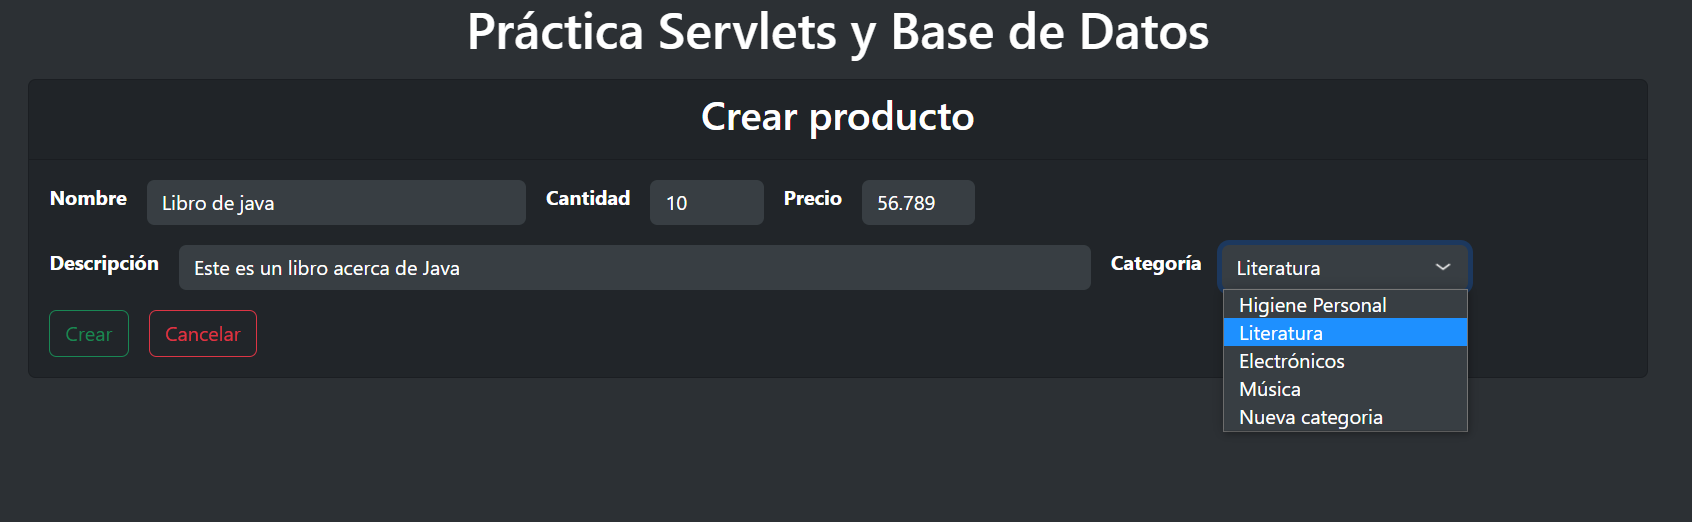 Práctica Servlets y Base de Datos
Crear producto
Nombre Libro de java Cantidad 10 Precio 56.789
Descripción Este es un libro acerca de Java Categoría Literatura
Crear Cancelar
Higiene Personal
Literatura
Electrónicos
Música
Nueva categoria